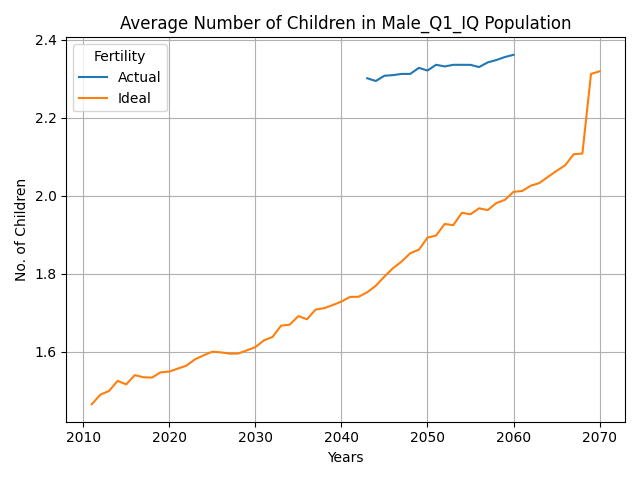 Average Number of Children in Male_Q1_IQ Population
Fertility
Actual
Ideal
No. of Children
2.4
2.2
2.0
1.8
1.6
2010 2020 2030 2040 2050 2060 2070
Years